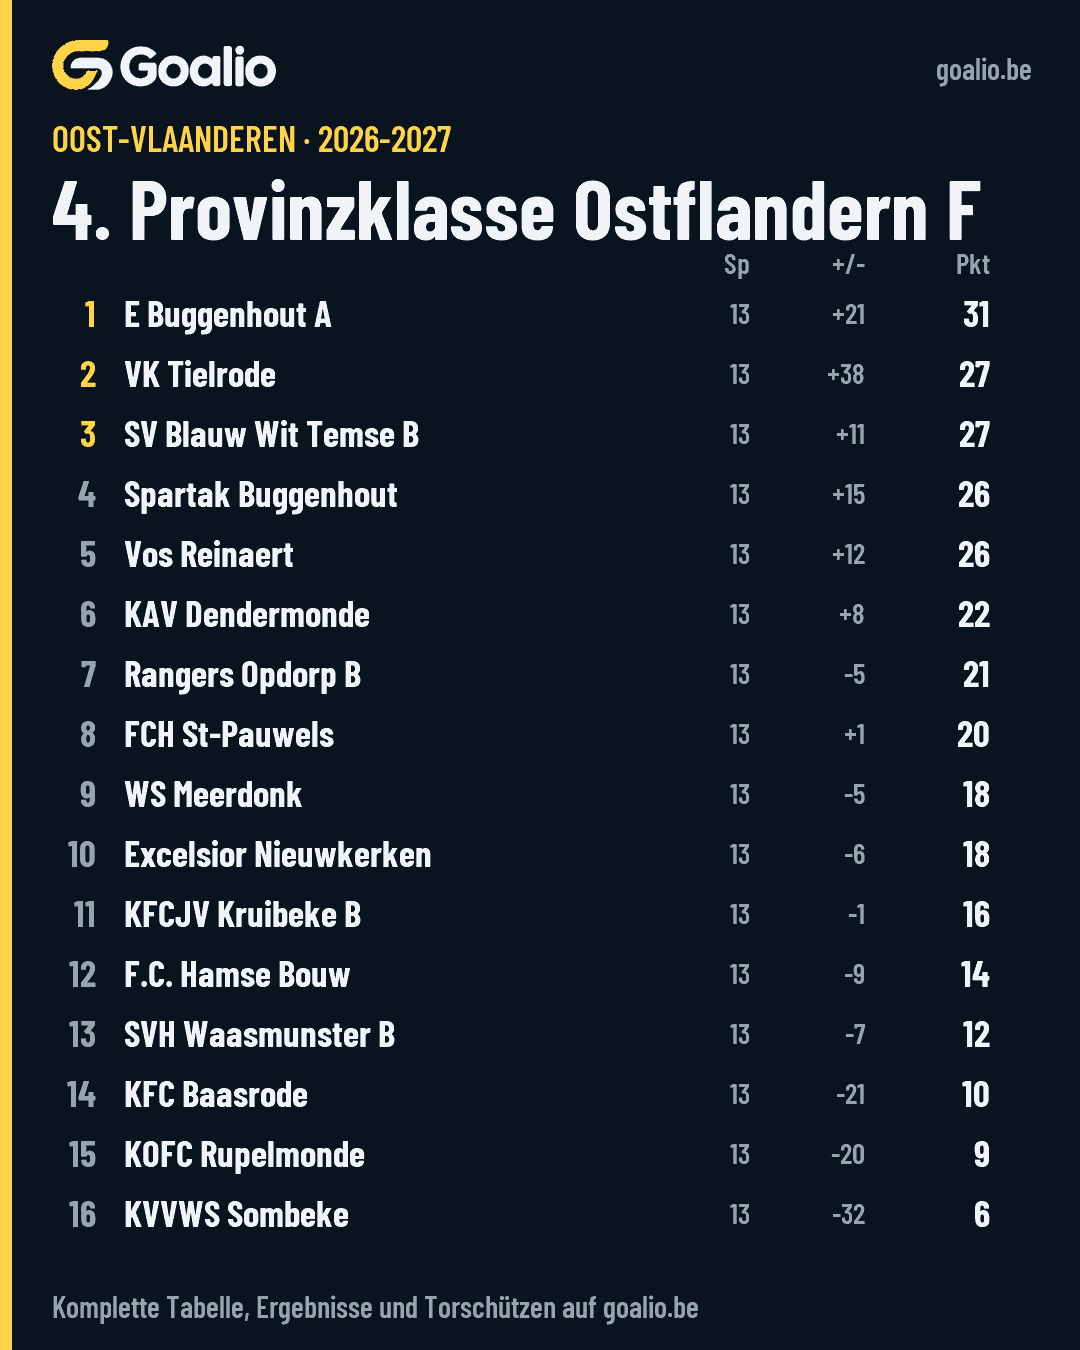 Goalio
goalio.be
OOST-VLAANDEREN · 2026-2027
4. Provinzklasse Ostflandern F
Sp +/- Pkt
1 E Buggenhout A 13 +21 31
2 VK Tielrode 13 +38 27
3 SV Blauw Wit Temse B 13 +11 27
4 Spartak Buggenhout 13 +15 26
5 Vos Reinaert 13 +12 26
6 KAV Dendermonde 13 +8 22
7 Rangers Opdorp B 13 -5 21
8 FCH St-Pauwels 13 +1 20
9 WS Meerdonk 13 -5 18
10 Excelsior Nieuwkerken 13 -6 18
11 KFCJV Kruibeke B 13 -1 16
12 F.C. Hamse Bouw 13 -9 14
13 SVH Waasmunster B 13 -7 12
14 KFC Baasrode 13 -21 10
15 KOFC Rupelmonde 13 -20 9
16 KVVWS Sombeke 13 -32 6
Komplette Tabelle, Ergebnisse und Torschützen auf goalio.be